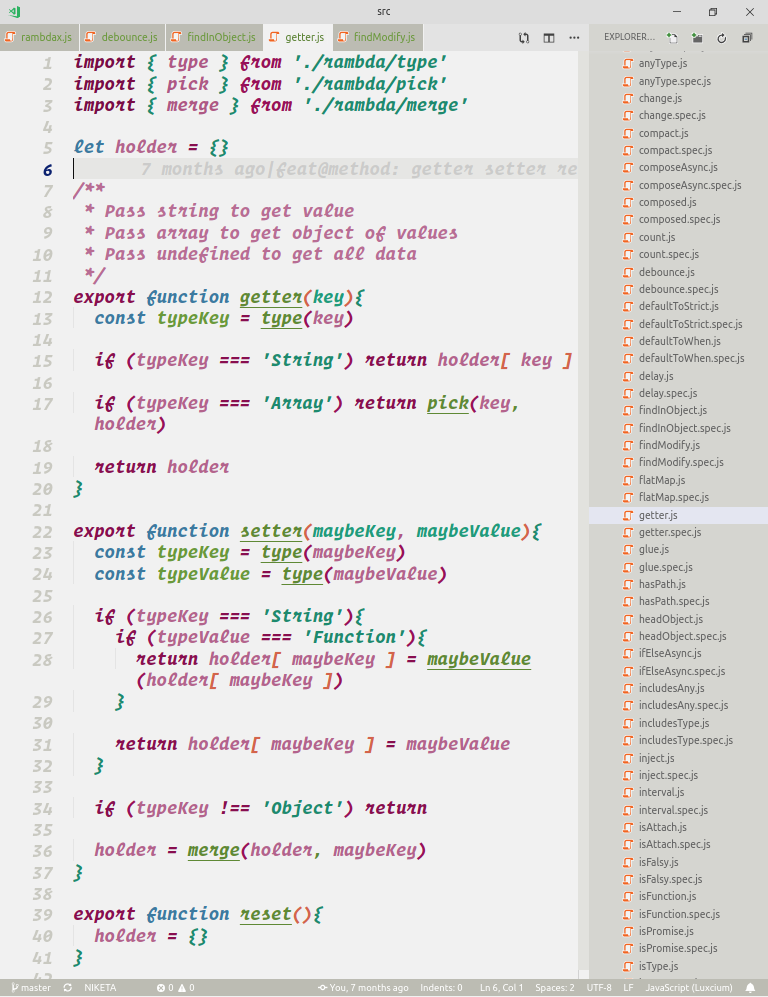 src
rambdax.js
debounce.js
findInObject.js
getter.js
findModify.js
EXPLORER...
1 import { type } from './rambda/type'
2 import { pick } from './rambda/pick'
3 import { merge } from './rambda/merge'
4
5 let holder = {}
6 7 months ago|feat@method: getter setter re
7 /**
8 * Pass string to get value
9 * Pass array to get object of values
10 * Pass undefined to get all data
11 */
12 export function getter(key){
13 const typeKey = type(key)
14
15 if (typeKey === 'String') return holder[ key ]
16
17 if (typeKey === 'Array') return pick(key,
holder)
18
19 return holder
20 }
21
22 export function setter(maybeKey, maybeValue){
23 const typeKey = type(maybeKey)
24 const typeValue = type(maybeValue)
25
26 if (typeKey === 'String'){
27 if (typeValue === 'Function'){
28 return holder[ maybeKey ] = maybeValue
(holder[ maybeKey ])
29 }
30
31 return holder[ maybeKey ] = maybeValue
32 }
33
34 if (typeKey !== 'Object') return
35
36 holder = merge(holder, maybeKey)
37 }
38
39 export function reset(){
40 holder = {}
41 }
42
anyType.js
anyType.spec.js
change.js
change.spec.js
compact.js
compact.spec.js
composeAsync.js
composeAsync.spec.js
composed.js
composed.spec.js
count.js
count.spec.js
debounce.js
debounce.spec.js
defaultToStrict.js
defaultToStrict.spec.js
defaultToWhen.js
defaultToWhen.spec.js
delay.js
delay.spec.js
findInObject.js
findInObject.spec.js
findModify.js
findModify.spec.js
flatMap.js
flatMap.spec.js
getter.js
getter.spec.js
glue.js
glue.spec.js
hasPath.js
hasPath.spec.js
headObject.js
headObject.spec.js
ifElseAsync.js
ifElseAsync.spec.js
includesAny.js
includesAny.spec.js
includesType.js
includesType.spec.js
inject.js
inject.spec.js
interval.js
interval.spec.js
isAttach.js
isAttach.spec.js
isFalsy.js
isFalsy.spec.js
isFunction.js
isFunction.spec.js
isPromise.js
isPromise.spec.js
isType.js
master NIKETA 0 0 You, 7 months ago Indents: 0 Ln 6, Col 1 Spaces: 2 UTF-8 LF JavaScript (Luxcium)